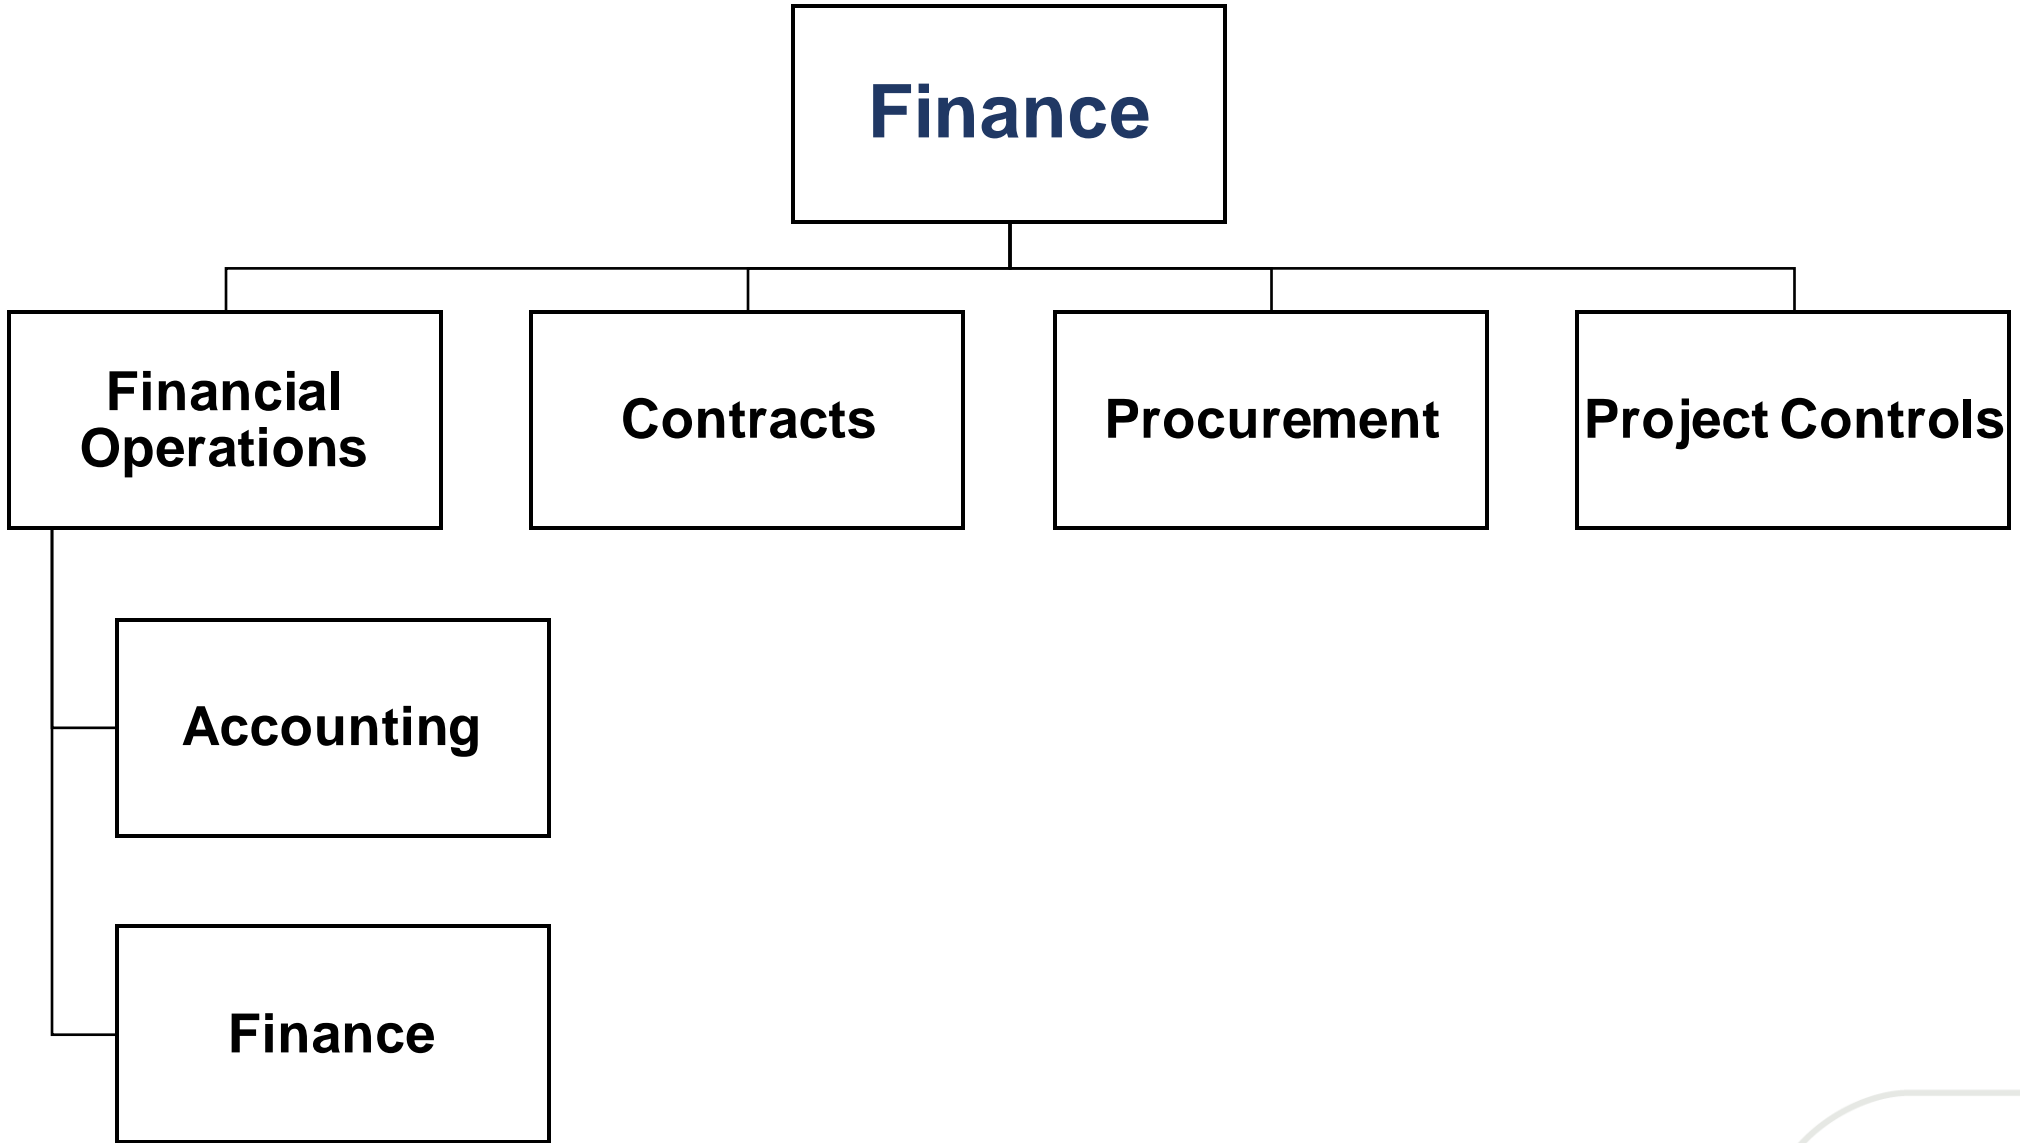 Finance
Financial
Operations
Contracts
Procurement
Project Controls
Accounting
Finance